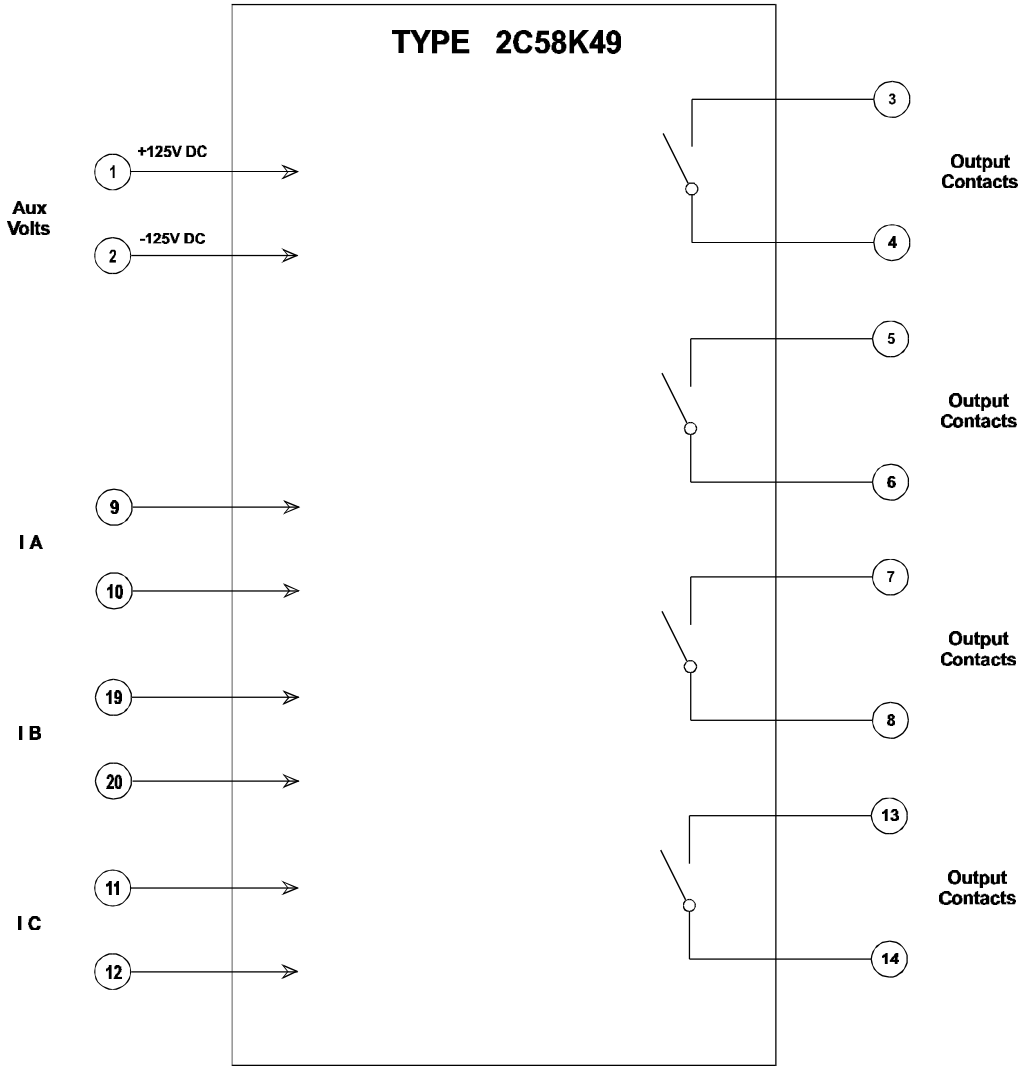 TYPE 2C58K49
+125V DC
1
Aux
Volts
-125V DC
2
9
I A
10
19
I B
20
11
I C
12
3
Output
Contacts
4
5
Output
Contacts
6
7
Output
Contacts
8
13
Output
Contacts
14